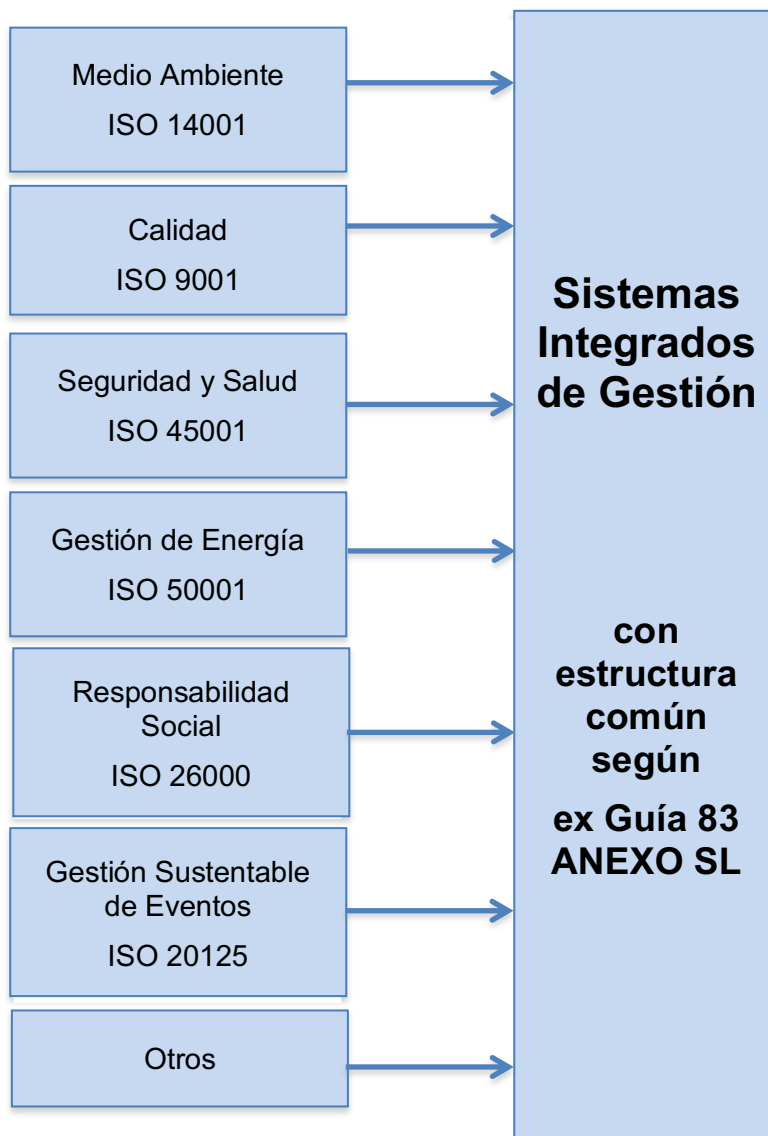 Medio Ambiente
ISO 14001
Calidad
ISO 9001
Seguridad y Salud
ISO 45001
Gestión de Energía
ISO 50001
Responsabilidad
Social
ISO 26000
Gestión Sustentable
de Eventos
ISO 20125
Otros
Sistemas
Integrados
de Gestión
con
estructura
común
según
ex Guía 83
ANEXO SL